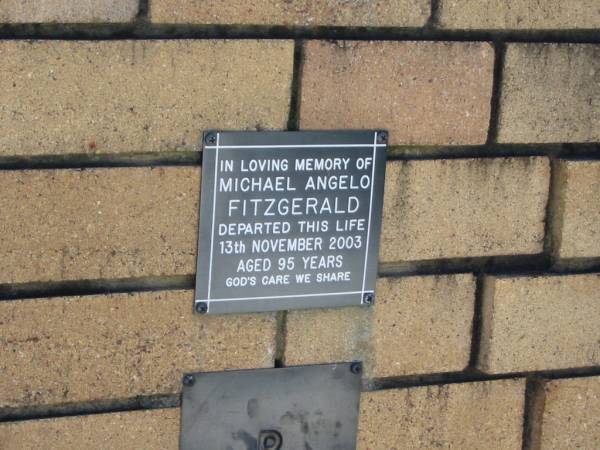 IN LOVING MEMORY OF
MICHAEL ANGELO
FITZGERALD
DEPARTED THIS LIFE
13th NOVEMBER 2003
AGED 95 YEARS
GOD'S CARE WE SHARE
R